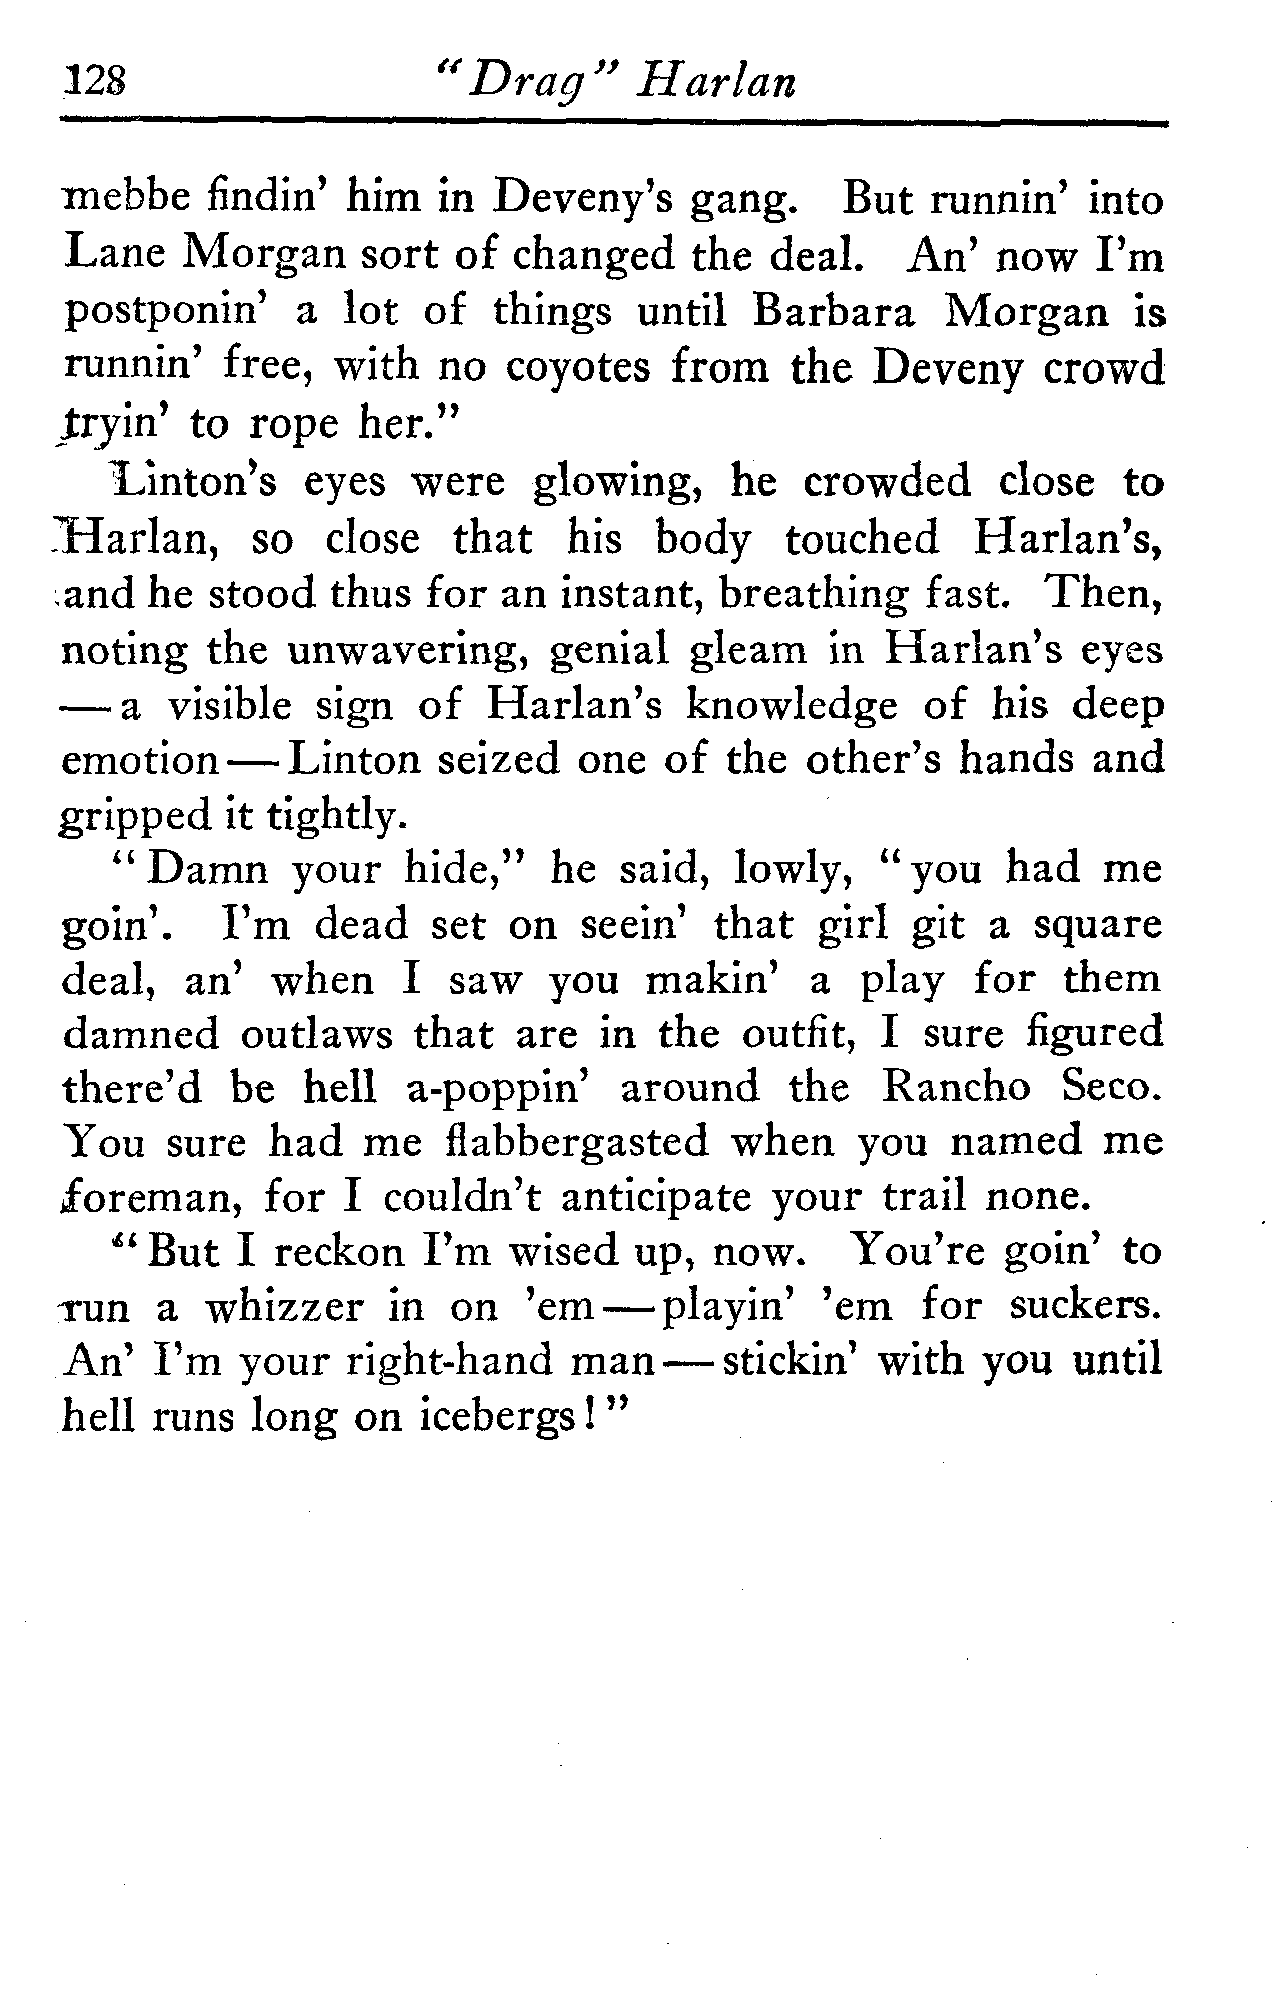 128 “Drag” Harlan
mebbe findin’ him in Deveny’s gang. But runnin’ into
Lane Morgan sort of changed the deal. An’ now I’m
postponin’ a lot of things until Barbara Morgan is
runnin’ free, with no coyotes from the Deveny crowd
tryin’ to rope her.”
Linton’s eyes were glowing, he crowded close to
Harlan, so close that his body touched Harlan’s,
and he stood thus for an instant, breathing fast. Then,
noting the unwavering, genial gleam in Harlan’s eyes
— a visible sign of Harlan’s knowledge of his deep
emotion — Linton seized one of the other’s hands and
gripped it tightly.
“Damn your hide,” he said, lowly, “you had me
goin’. I’m dead set on seein’ that girl git a square
deal, an’ when I saw you makin’ a play for them
damned outlaws that are in the outfit, I sure figured
there’d be hell a-poppin’ around the Rancho Seco.
You sure had me flabbergasted when you named me
foreman, for I couldn’t anticipate your trail none.
“But I reckon I’m wised up, now. You’re goin’ to
run a whizzer in on ’em — playin’ ’em for suckers.
An’ I’m your right-hand man — stickin’ with you until
hell runs long on icebergs!”